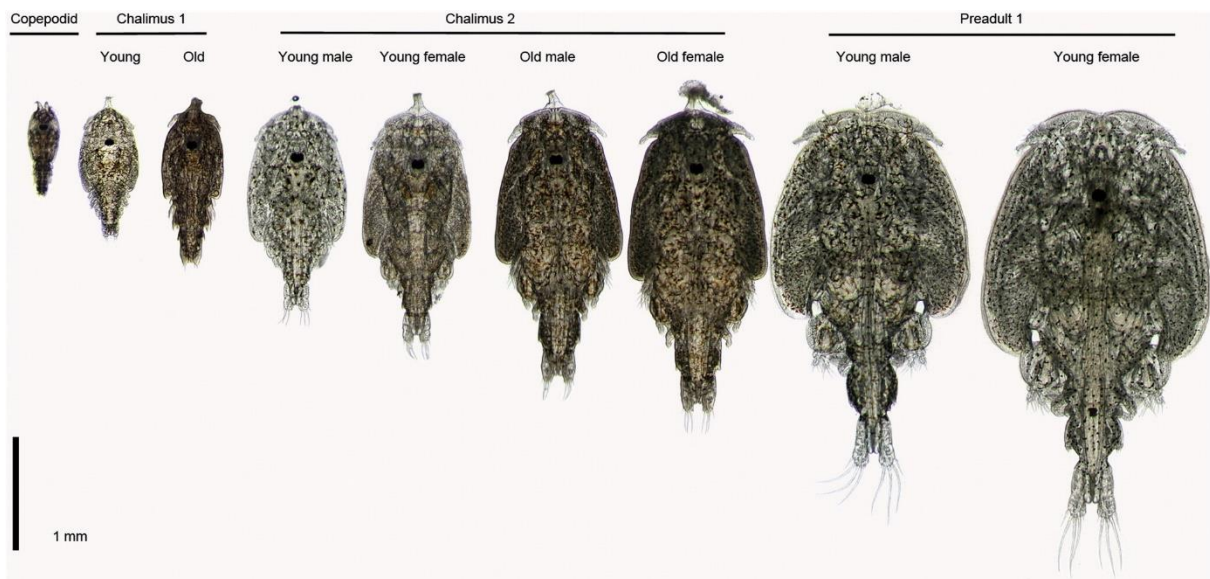 Copepodid Chalimus 1 Chalimus 2 Preadult 1
Young Old Young male Young female Old male Old female Young male Young female
1 mm